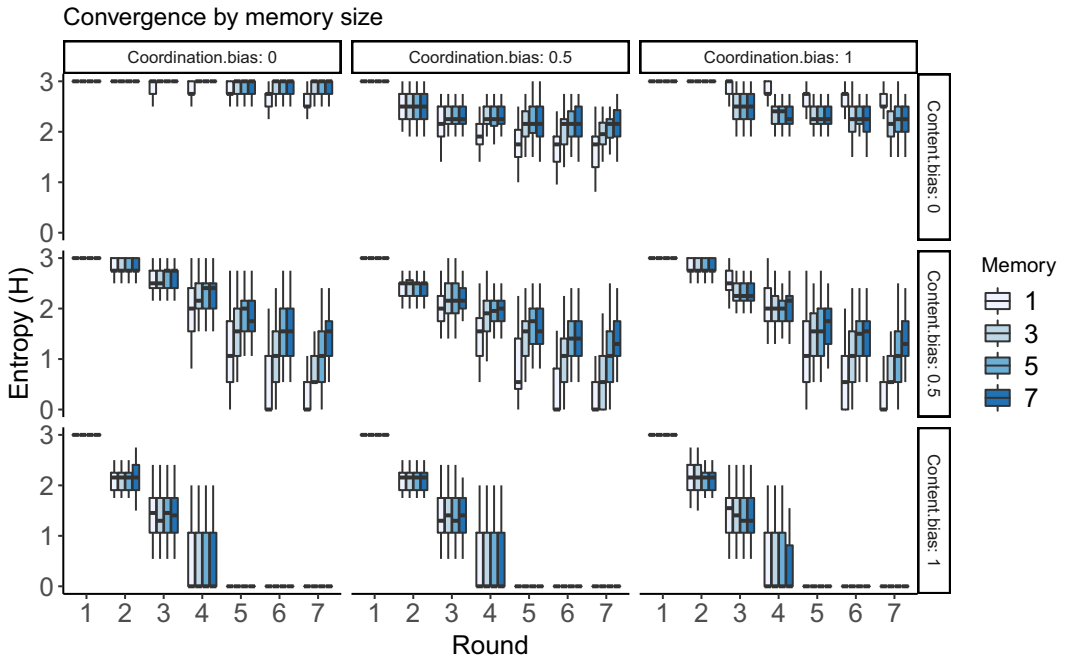 Convergence by memory size
Coordination.bias: 0
Coordination.bias: 0.5
Coordination.bias: 1
3
2
1
0
Content.bias: 0
3
2
1
0
Content.bias: 0.5
3
2
1
0
Content.bias: 1
Entropy (H)
1 2 3 4 5 6 7
1 2 3 4 5 6 7
1 2 3 4 5 6 7
Round
Memory
1
3
5
7